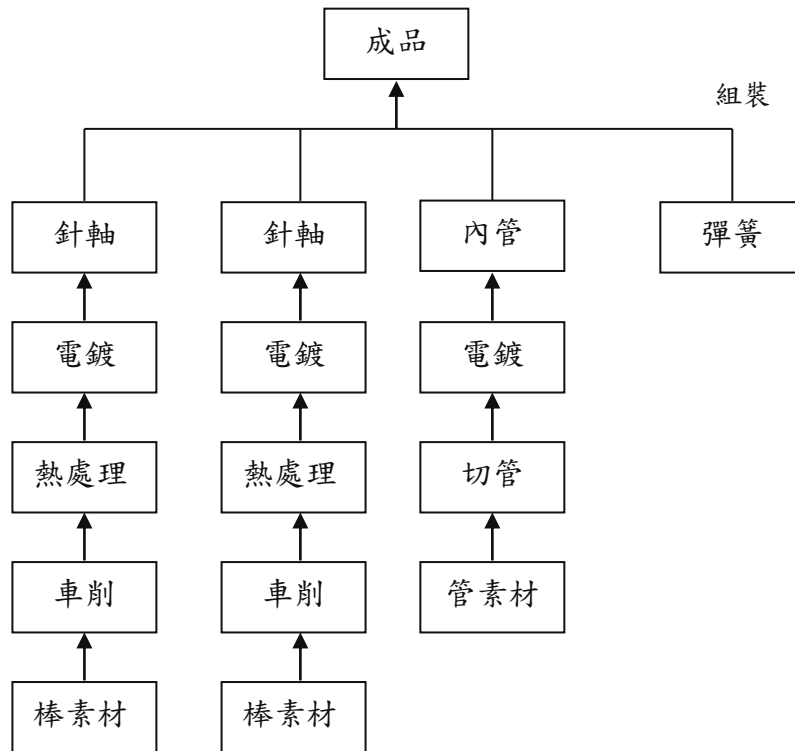 成品
組裝
針軸 針軸 內管 彈簧
電鍍 電鍍 電鍍
熱處理 熱處理 切管
車削 車削 管素材
棒素材 棒素材